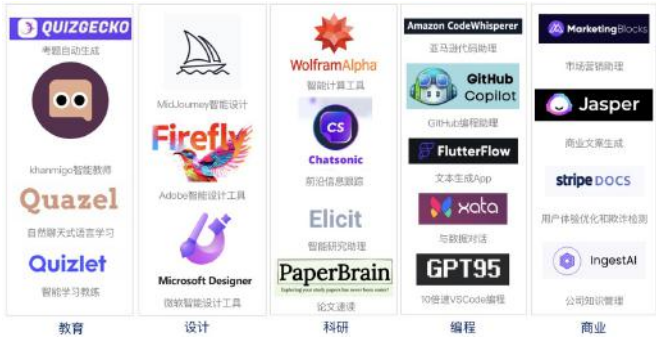 QUIZGECKO
考题自动生成
khanmigo智能教师
Quazel
自然聊天式语言学习
Quizlet
智能学习教练
教育
MidJourney智能设计
Firefly
Adobe智能设计工具
Microsoft Designer
微软智能设计工具
设计
WolframAlpha
智能计算工具
CS
Chatsonic
前沿信息跟踪
Elicit
智能研究助理
PaperBrain
Exploring your study papers has never been easier!
论文速读
科研
Amazon CodeWhisperer
亚马逊代码助理
GitHub
Copilot
GitHub编程助理
FlutterFlow
文本生成App
xata
与数据对话
GPT95
10倍速VSCode编程
编程
MarketingBlocks
市场营销助理
Jasper
商业文案生成
stripe DOCS
用户体验优化和欺诈检测
IngestAI
公司知识管理
商业